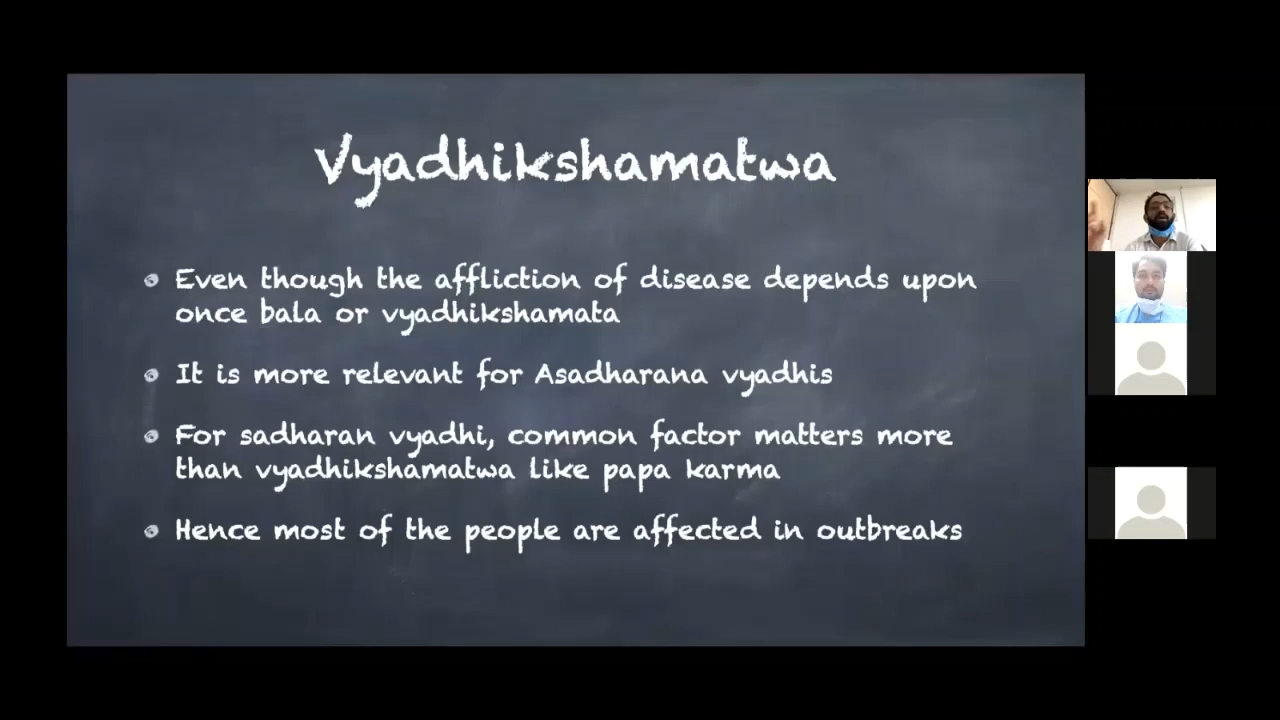 Vyadhikshamatwa
Even though the affliction of disease depends upon
once bala or vyadhikshamata
It is more relevant for Asadharana vyadhis
For sadharan vyadhi, common factor matters more
than vyadhikshamatwa like papa karma
Hence most of the people are affected in outbreaks